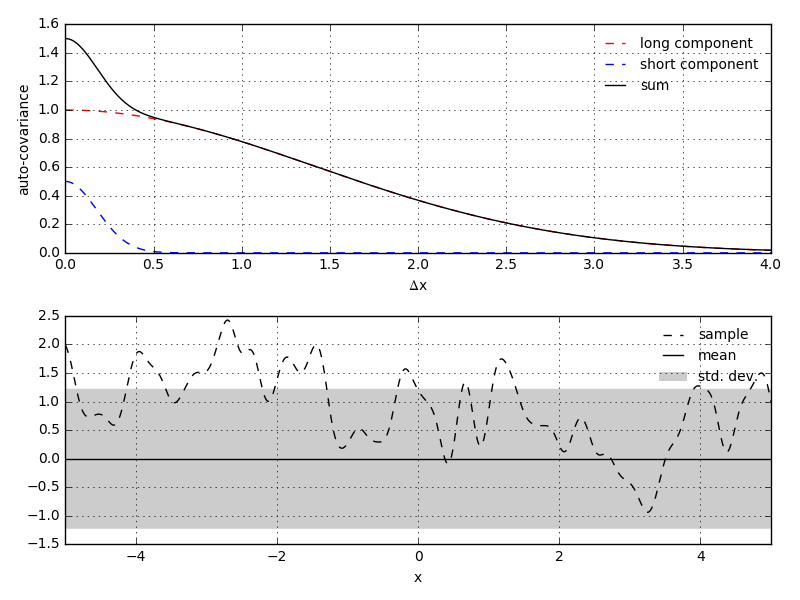 1.6
1.4
1.2
1.0
0.8
0.6
0.4
0.2
0.0
auto-covariance
long component
short component
sum
0.0 0.5 1.0 1.5 2.0 2.5 3.0 3.5 4.0
Δx
2.5
2.0
1.5
1.0
0.5
0.0
−0.5
−1.0
−1.5
sample
mean
std. dev.
−4 −2 0 2 4
x